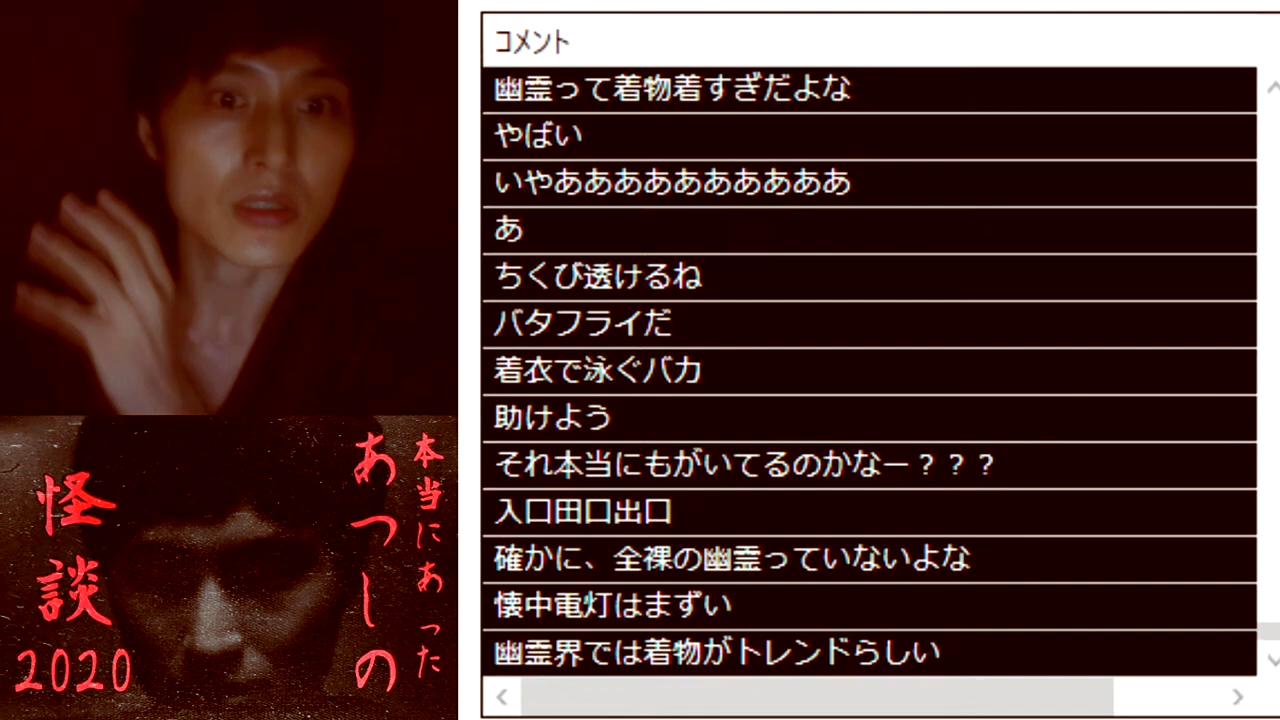 コメント
幽霊って着物着すぎだよな
やばい
いやああああああああああ
あ
ちくび透けるね
バタフライだ
着衣で泳ぐバカ
助けよう
それ本当にもがいてるのかなー？？？
入口田口出口
確かに、全裸の幽霊っていないよな
懐中電灯はまずい
幽霊界では着物がトレンドらしい
本当にあった
あつしの
怪談
2020